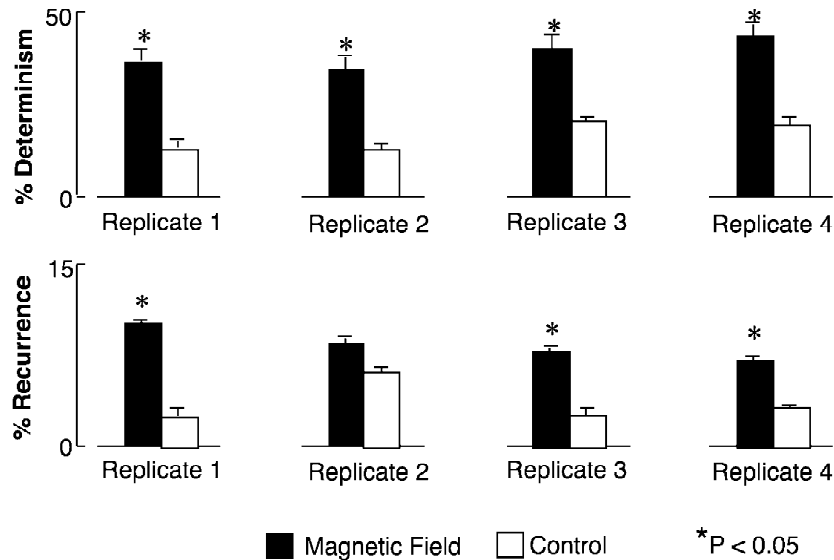 50
% Determinism
0
* * * *
Replicate 1 Replicate 2 Replicate 3 Replicate 4
15
% Recurrence
0
* * *
Replicate 1 Replicate 2 Replicate 3 Replicate 4
Magnetic Field Control *P < 0.05